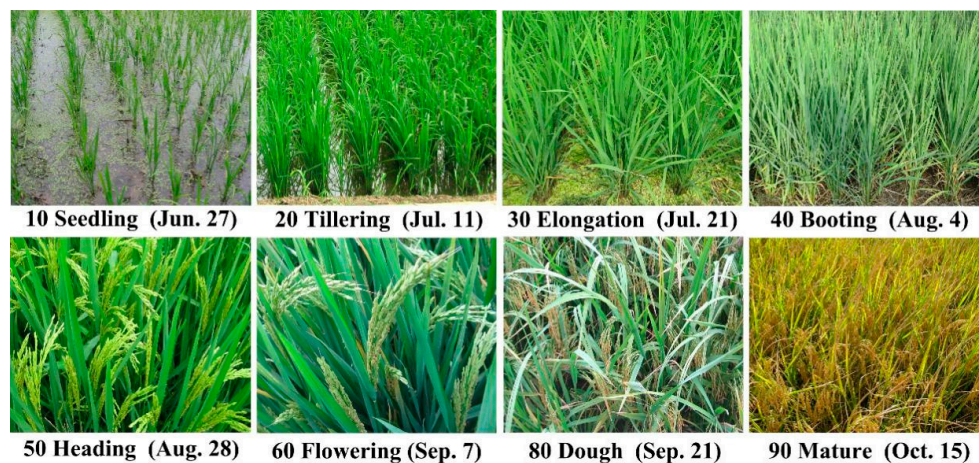 10 Seedling (Jun. 27) 20 Tillering (Jul. 11) 30 Elongation (Jul. 21) 40 Booting (Aug. 4)
50 Heading (Aug. 28) 60 Flowering (Sep. 7) 80 Dough (Sep. 21) 90 Mature (Oct. 15)